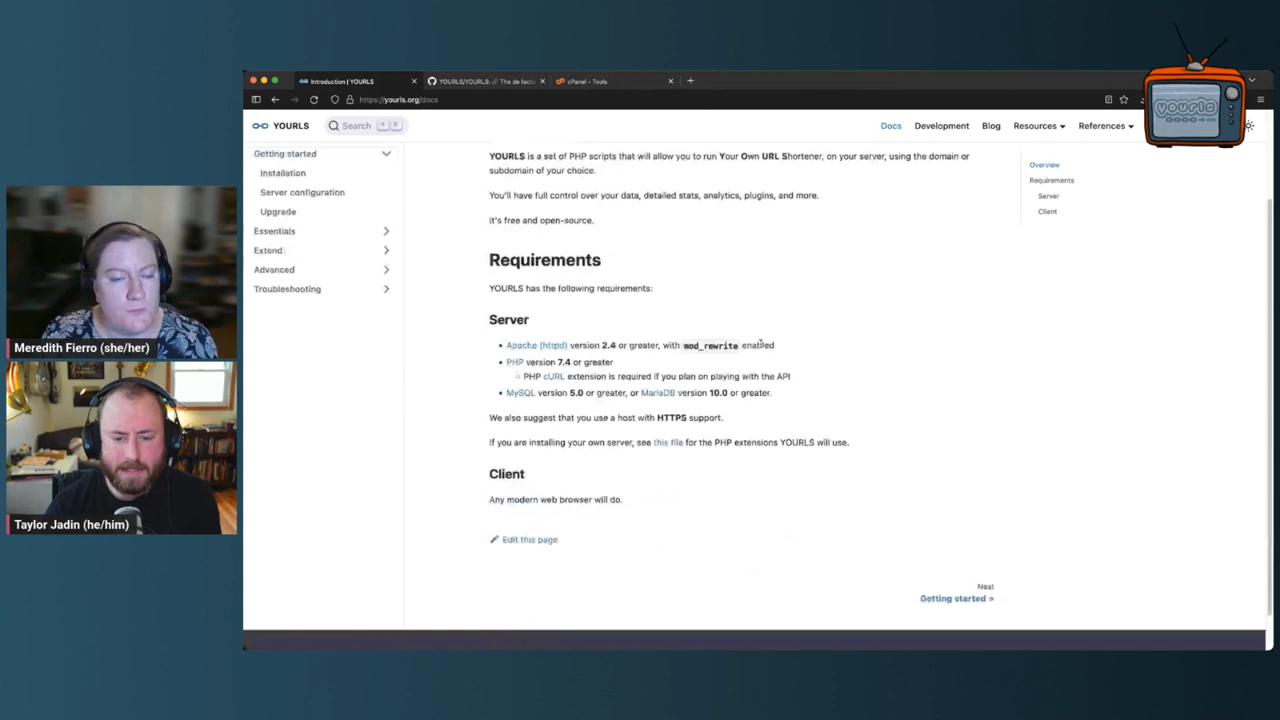 Introduction | YOURLS
YOURLS/YOURLS: The de facto
cPanel - Tools
https://yourls.org/docs
YOURLS
Search
K
Docs
Development
Blog
Resources
References
yourls
Getting started
Installation
Server configuration
Upgrade
Essentials
Extend
Advanced
Troubleshooting
YOURLS is a set of PHP scripts that will allow you to run Your Own URL Shortener, on your server, using the domain or
subdomain of your choice.
You'll have full control over your data, detailed stats, analytics, plugins, and more.
It's free and open-source.
Requirements
YOURLS has the following requirements:
Server
Apache (httpd) version 2.4 or greater, with mod_rewrite enabled
PHP version 7.4 or greater
PHP cURL extension is required if you plan on playing with the API
MySQL version 5.0 or greater, or MariaDB version 10.0 or greater.
We also suggest that you use a host with HTTPS support.
If you are installing your own server, see this file for the PHP extensions YOURLS will use.
Client
Any modern web browser will do.
Edit this page
Next
Getting started »
Overview
Requirements
Server
Client
Meredith Fierro (she/her)
Taylor Jadin (he/him)